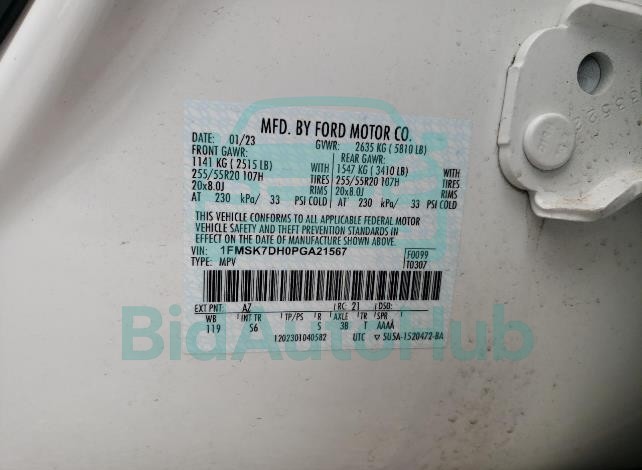 MFD. BY FORD MOTOR CO.
DATE: 01/23 GVWR: 2635 KG ( 5810 LB)
FRONT GAWR: REAR GAWR:
1141 KG ( 2515 LB) WITH 1547 KG ( 3410 LB) WITH
255/55R20 107H TIRES 255/55R20 107H TIRES
20x8.0J RIMS 20x8.0J RIMS
AT 230 kPa/ 33 PSI COLD AT 230 kPa/ 33 PSI COLD
THIS VEHICLE CONFORMS TO ALL APPLICABLE FEDERAL MOTOR
VEHICLE SAFETY AND THEFT PREVENTION STANDARDS IN
EFFECT ON THE DATE OF MANUFACTURE SHOWN ABOVE.
VIN: 1FMSK7DH0PGA21567 F0099
TYPE: MPV T0307
EXT PNT: AZ RC: 21 DSO:
WB INT TR TP/PS R AXLE TR SPR
119 S6 S 3B T AAAA
1202301040582 UTC ▽ 5U5A-1520472-BA
BidAutoHub